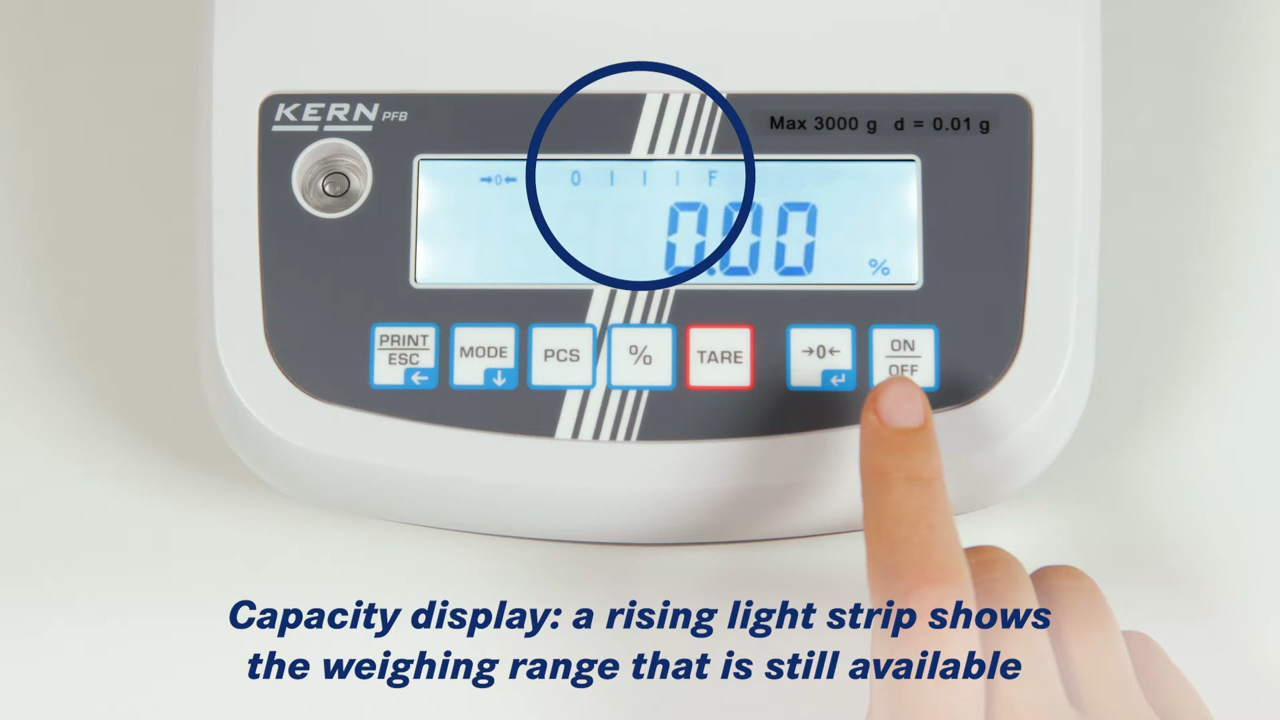 KERN PFB
Max 3000 g d = 0.01 g
→0← 0 | | | F
0.00
%
PRINT
ESC
←
MODE
↓
PCS
%
TARE
→0←
↵
ON
OFF
Capacity display: a rising light strip shows
the weighing range that is still available